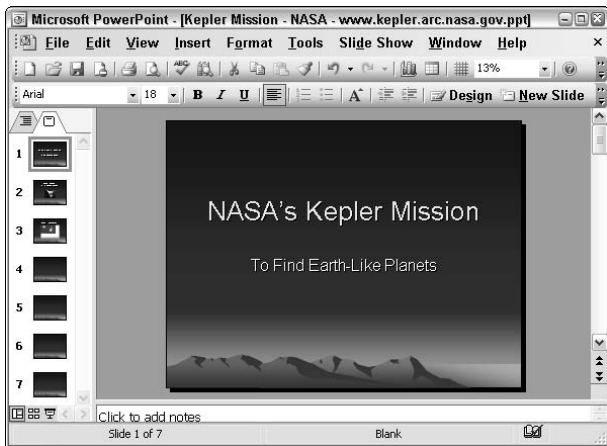 Microsoft PowerPoint - [Kepler Mission - NASA - www.kepler.arc.nasa.gov.ppt]
File Edit View Insert Format Tools Slide Show Window Help
13%
Arial 18 B I U A Design New Slide
1
2
3
4
5
6
7
NASA's Kepler Mission
To Find Earth-Like Planets
Click to add notes
Slide 1 of 7 Blank